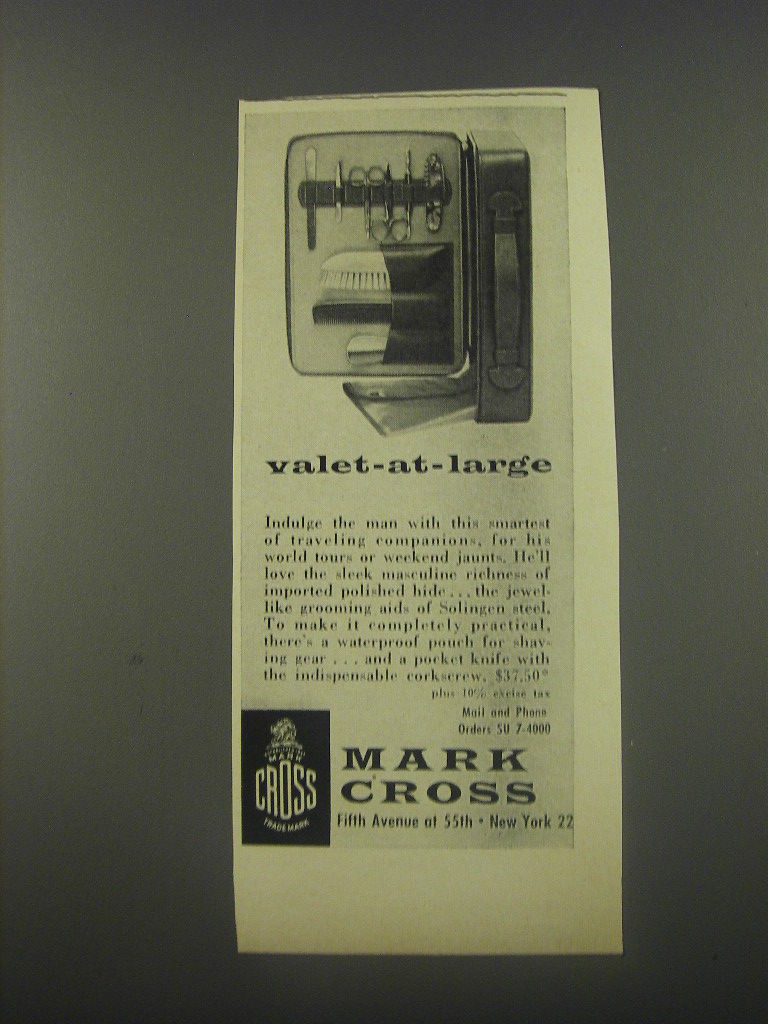 valet-at-large
Indulge the man with this smartest
of traveling companions, for his
world tours or weekend jaunts. He'll
love the sleek masculine richness of
imported polished hide...the jewel-
like grooming aids of Solingen steel.
To make it completely practical,
there's a waterproof pouch for shav-
ing gear...and a pocket knife with
the indispensable corkscrew. $37.50*
plus 10% excise tax
Mail and Phone
Orders SU 7-4000
MARK
CROSS
TRADE MARK
MARK
CROSS
Fifth Avenue at 55th • New York 22